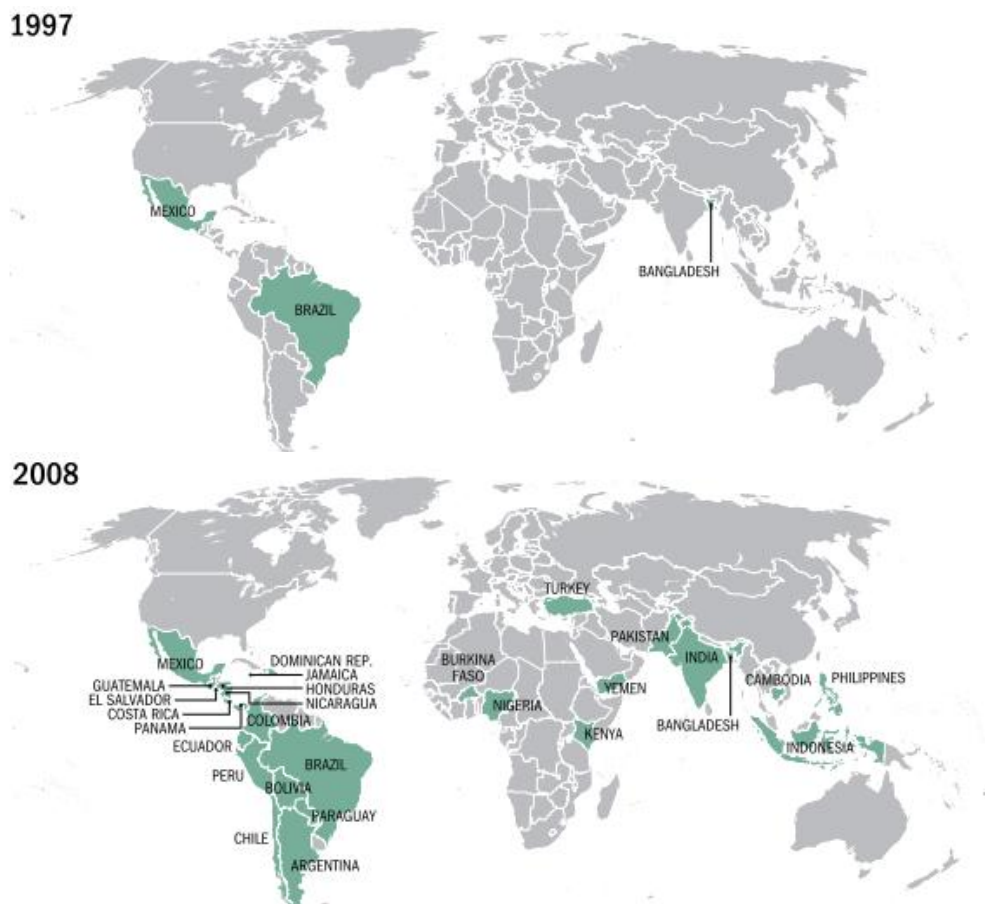 1997
MEXICO
BANGLADESH
BRAZIL
2008
TURKEY
PAKISTAN
MEXICO
DOMINICAN REP.
JAMAICA
BURKINA
FASO
INDIA
CAMBODIA
PHILIPPINES
GUATEMALA
HONDURAS
YEMEN
EL SALVADOR
NICARAGUA
NIGERIA
COSTA RICA
COLOMBIA
BANGLADESH
PANAMA
KENYA
ECUADOR
INDONESIA
BRAZIL
PERU
BOLIVIA
PARAGUAY
CHILE
ARGENTINA